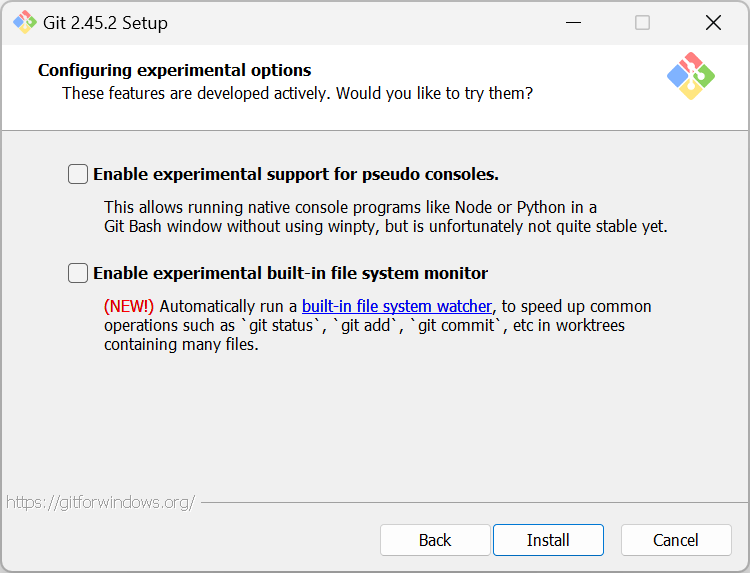 Git 2.45.2 Setup
Configuring experimental options
These features are developed actively. Would you like to try them?
Enable experimental support for pseudo consoles.
This allows running native console programs like Node or Python in a
Git Bash window without using winpty, but is unfortunately not quite stable yet.
Enable experimental built-in file system monitor
(NEW!) Automatically run a built-in file system watcher, to speed up common
operations such as `git status`, `git add`, `git commit`, etc in worktrees
containing many files.
https://gitforwindows.org/
Back Install Cancel